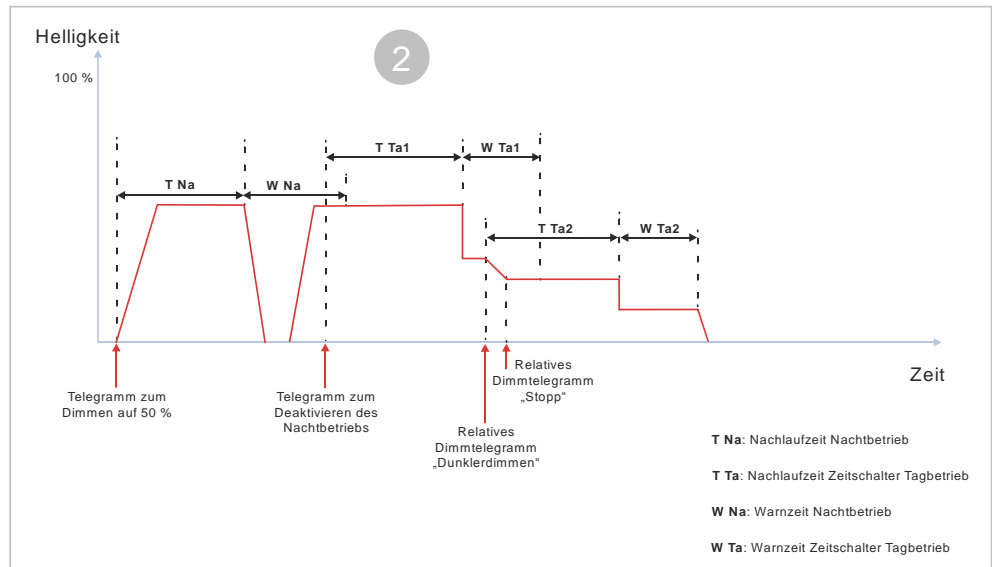 Helligkeit
2
100 %
T Ta1
W Ta1
T Na
W Na
T Ta2
W Ta2
Zeit
Telegramm zum
Dimmen auf 50 %
Telegramm zum
Deaktivieren des
Nachtbetriebs
Relatives
Dimmtelegramm
„Stopp“
Relatives
Dimmtelegramm
„Dunklerdimmen“
T Na: Nachlaufzeit Nachtbetrieb
T Ta: Nachlaufzeit Zeitschalter Tagbetrieb
W Na: Warnzeit Nachtbetrieb
W Ta: Warnzeit Zeitschalter Tagbetrieb